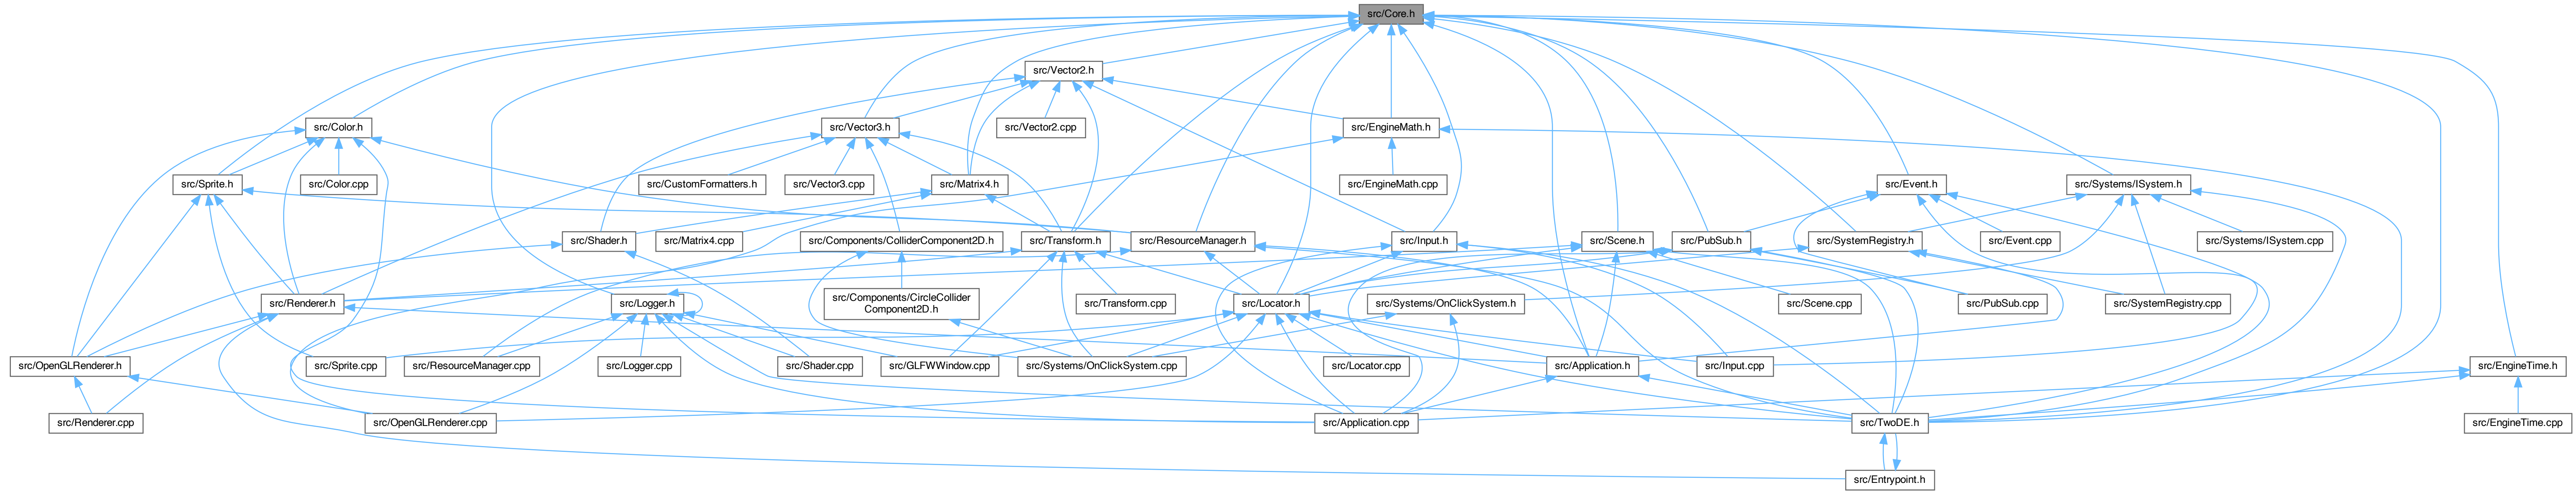 src/Core.h
src/Vector2.h
src/Color.h
src/Vector3.h
src/Vector2.cpp
src/EngineMath.h
src/Sprite.h
src/Color.cpp
src/CustomFormatters.h
src/Vector3.cpp
src/Matrix4.h
src/EngineMath.cpp
src/Event.h
src/Systems/ISystem.h
src/Shader.h
src/Matrix4.cpp
src/Components/ColliderComponent2D.h
src/Transform.h
src/ResourceManager.h
src/Input.h
src/Scene.h
src/PubSub.h
src/SystemRegistry.h
src/Event.cpp
src/Systems/ISystem.cpp
src/Renderer.h
src/Logger.h
src/Components/CircleCollider
Component2D.h
src/Transform.cpp
src/Locator.h
src/Systems/OnClickSystem.h
src/Scene.cpp
src/PubSub.cpp
src/SystemRegistry.cpp
src/OpenGLRenderer.h
src/Sprite.cpp
src/ResourceManager.cpp
src/Logger.cpp
src/Shader.cpp
src/GLFWWindow.cpp
src/Systems/OnClickSystem.cpp
src/Locator.cpp
src/Application.h
src/Input.cpp
src/EngineTime.h
src/Renderer.cpp
src/OpenGLRenderer.cpp
src/Application.cpp
src/TwoDE.h
src/EngineTime.cpp
src/Entrypoint.h